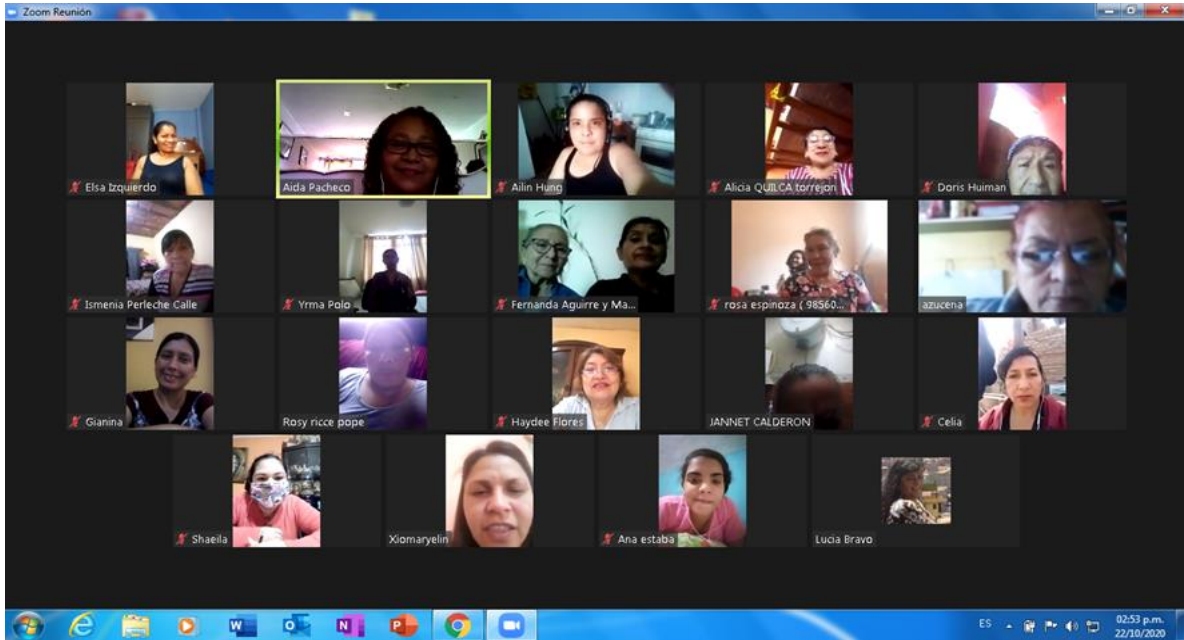 Zoom Reunión
Elsa Izquierdo
Aida Pacheco
Ailin Hung
Alicia QUILCA torrejon
Doris Huiman
Ismenia Perleche Calle
Yrma Polo
Fernanda Aguirre y Ma...
rosa espinoza ( 98560...
azucena
Gianina
Rosy ricce pope
Haydee Flores
JANNET CALDERON
Celia
Shaeila
Xiomaryelin
Ana estaba
Lucia Bravo
ES
02:53 p.m.
22/10/2020